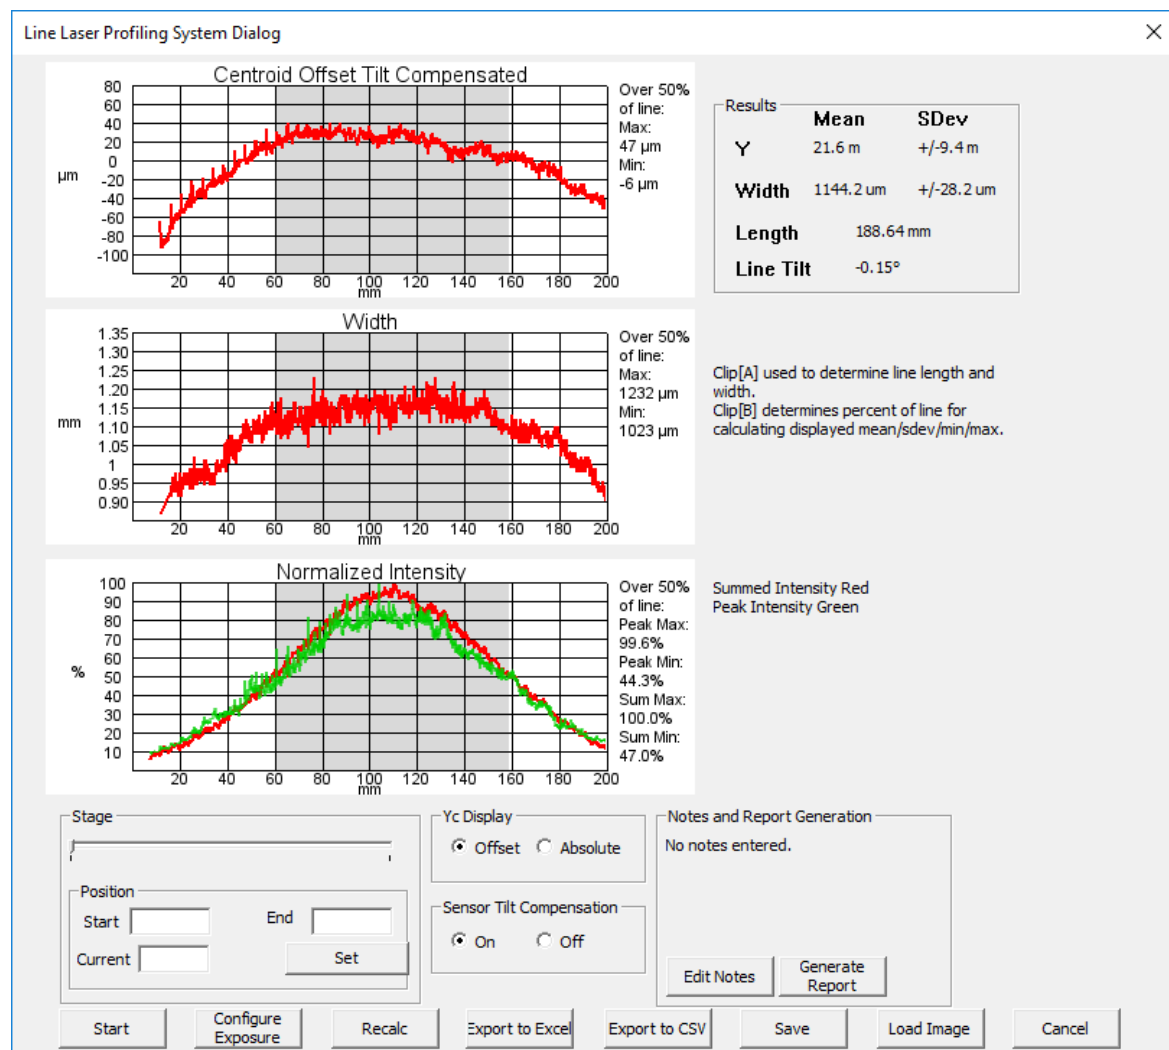 Line Laser Profiling System Dialog
Centroid Offset Tilt Compensated
80
60
40
20
0
-20
-40
-60
-80
-100
µm
20 40 60 80 100 120 140 160 180 200
mm
Over 50%
of line:
Max:
47 µm
Min:
-6 µm
Results
Mean SDev
Y 21.6 m +/-9.4 m
Width 1144.2 um +/-28.2 um
Length 188.64 mm
Line Tilt -0.15°
Width
1.35
1.30
1.25
1.20
1.15
1.10
1.05
1
0.95
0.90
mm
20 40 60 80 100 120 140 160 180 200
mm
Over 50%
of line:
Max:
1232 µm
Min:
1023 µm
Clip[A] used to determine line length and
width.
Clip[B] determines percent of line for
calculating displayed mean/sdev/min/max.
Normalized Intensity
100
90
80
70
60
50
40
30
20
10
%
20 40 60 80 100 120 140 160 180 200
mm
Over 50%
of line:
Peak Max:
99.6%
Peak Min:
44.3%
Sum Max:
100.0%
Sum Min:
47.0%
Summed Intensity Red
Peak Intensity Green
Stage
Position
Start End
Current Set
Yc Display
Offset Absolute
Sensor Tilt Compensation
On Off
Notes and Report Generation
No notes entered.
Edit Notes
Generate
Report
Start
Configure
Exposure
Recalc
Export to Excel
Export to CSV
Save
Load Image
Cancel